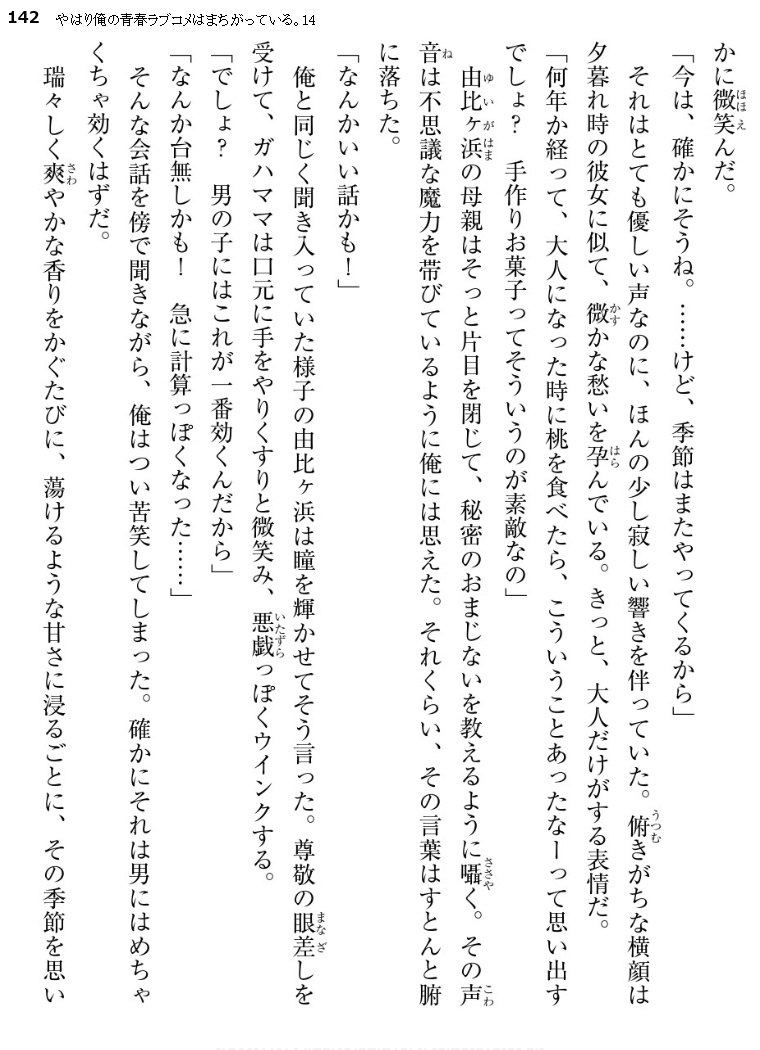 142 やはり俺の青春ラブコメはまちがっている。14
かに微笑んだ。
「今は、確かにそうね。……けど、季節はまたやってくるから」
それはとても優しい声なのに、ほんの少し寂しい響きを伴っていた。俯きがちな横顔は
夕暮れ時の彼女に似て、微かな愁いを孕んでいる。きっと、大人だけがする表情だ。
「何年か経って、大人になった時に桃を食べたら、こういうことあったなーって思い出す
でしょ？　手作りお菓子ってそういうのが素敵なの」
由比ヶ浜の母親はそっと片目を閉じて、秘密のおまじないを教えるように囁く。その声
音は不思議な魔力を帯びているように俺には思えた。それくらい、その言葉はすとんと腑
に落ちた。
「なんかいい話かも！」
俺と同じく聞き入っていた様子の由比ヶ浜は瞳を輝かせてそう言った。尊敬の眼差しを
受けて、ガハママは口元に手をやりくすりと微笑み、悪戯っぽくウインクする。
「でしょ？　男の子にはこれが一番効くんだから」
「なんか台無しかも！　急に計算っぽくなった……」
そんな会話を傍で聞きながら、俺はつい苦笑してしまった。確かにそれは男にはめちゃ
くちゃ効くはずだ。
瑞々しく爽やかな香りをかぐたびに、蕩けるような甘さに浸るごとに、その季節を思い